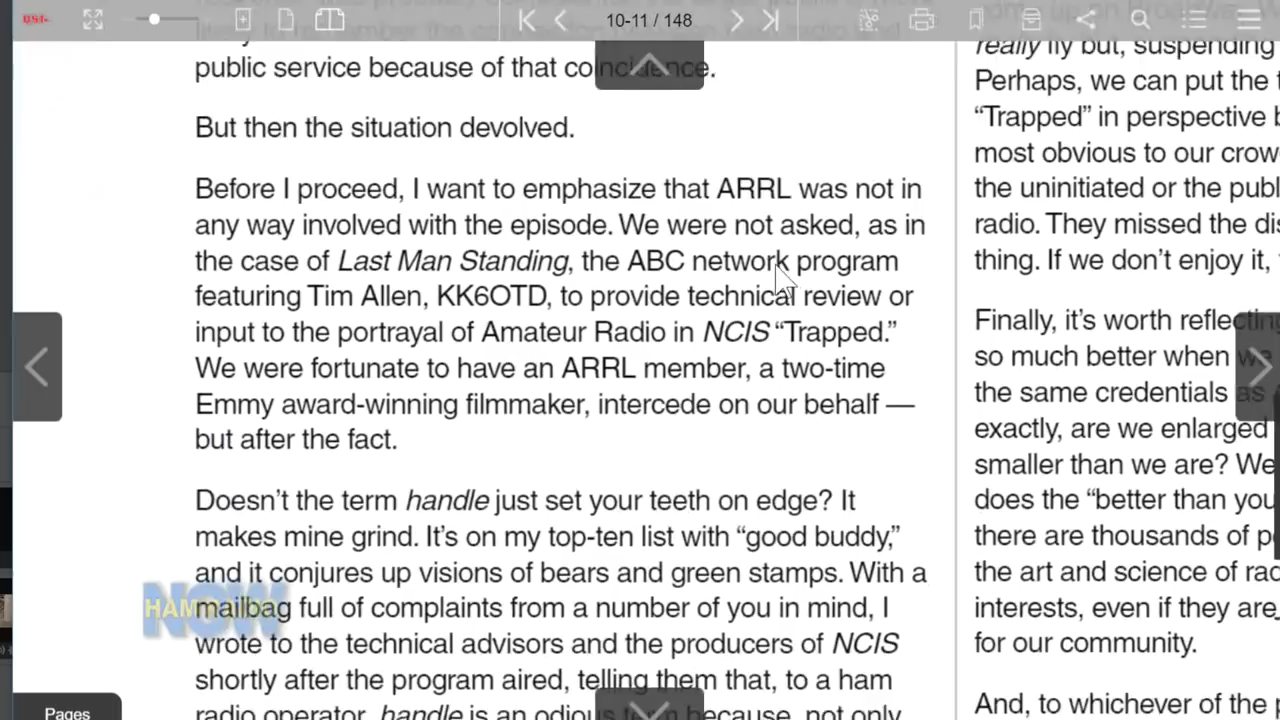 QST
10-11 / 148
public service because of that coincidence.
But then the situation devolved.
Before I proceed, I want to emphasize that ARRL was not in
any way involved with the episode. We were not asked, as in
the case of Last Man Standing, the ABC network program
featuring Tim Allen, KK6OTD, to provide technical review or
input to the portrayal of Amateur Radio in NCIS “Trapped.”
We were fortunate to have an ARRL member, a two-time
Emmy award-winning filmmaker, intercede on our behalf —
but after the fact.
Doesn’t the term handle just set your teeth on edge? It
makes mine grind. It’s on my top-ten list with “good buddy,”
and it conjures up visions of bears and green stamps. With a
mailbag full of complaints from a number of you in mind, I
wrote to the technical advisors and the producers of NCIS
shortly after the program aired, telling them that, to a ham
radio operator, handle is an odious term because, not only
really fly but, suspending
Perhaps, we can put the
“Trapped” in perspective
most obvious to our
the uninitiated or the
radio. They missed the
thing. If we don’t enjoy it,
Finally, it’s worth reflecting
so much better when we
the same credentials as
exactly, are we enlarged
smaller than we are? We
does the “better than you
there are thousands of
the art and science of
interests, even if they are
for our community.
And, to whichever of the
HAM
NOW
Pages